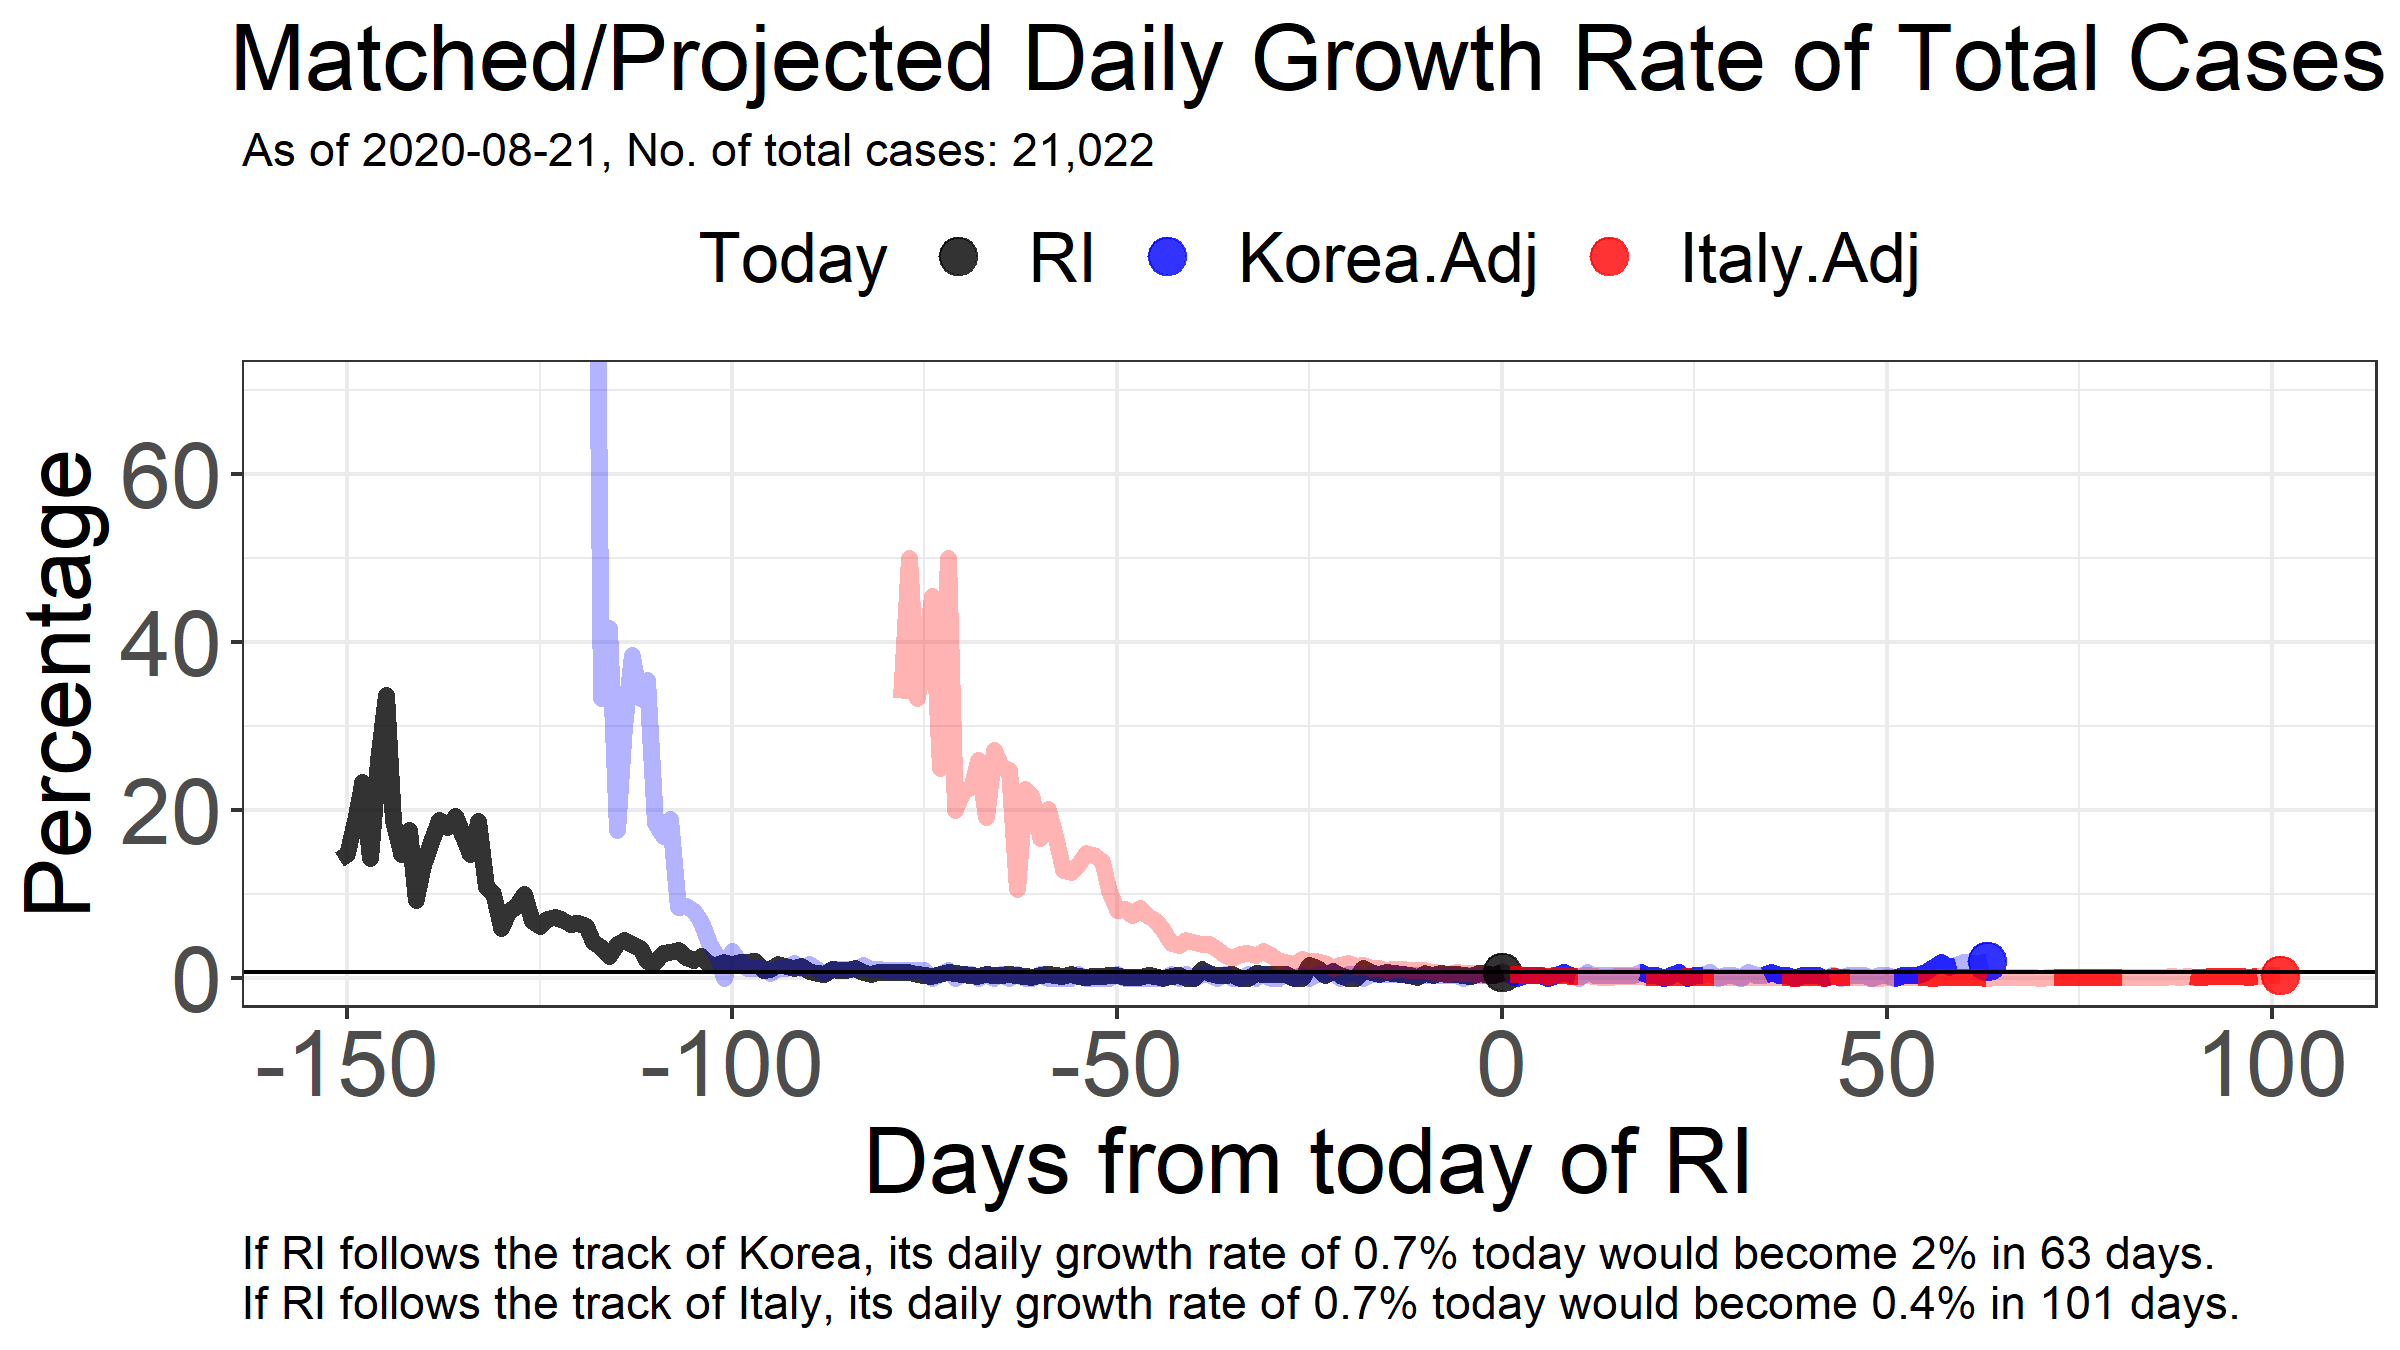 Matched/Projected Daily Growth Rate of Total Cases
As of 2020-08-21, No. of total cases: 21,022
Today RI Korea.Adj Italy.Adj
Percentage
60
40
20
0
-150 -100 -50 0 50 100
Days from today of RI
If RI follows the track of Korea, its daily growth rate of 0.7% today would become 2% in 63 days.
If RI follows the track of Italy, its daily growth rate of 0.7% today would become 0.4% in 101 days.